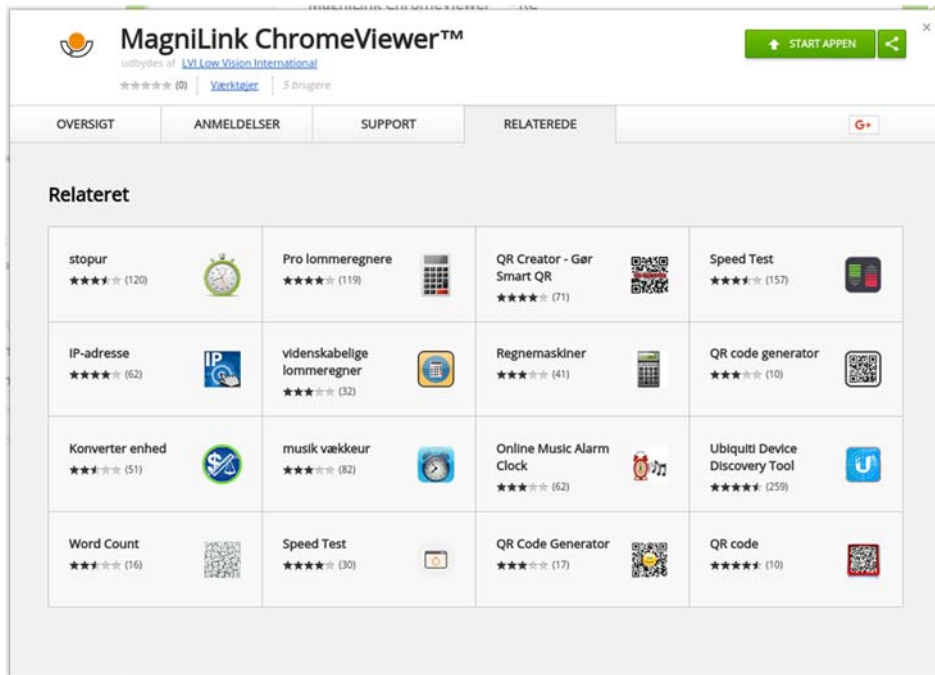 MagniLink ChromeViewer™
udbydes af LVI Low Vision International
(0) Værktøjer 5 brugere
START APPEN
OVERSIGT ANMELDELSER SUPPORT RELATEREDE G+
Relateret
stopur
(120)
Pro lommeregnere
(119)
QR Creator - Gør
Smart QR
(71)
Speed Test
(157)
IP-adresse
(62)
IP
videnskabelige
lommeregner
(32)
Regnemaskiner
(41)
QR code generator
(10)
Konverter enhed
(51)
musik vækkeur
(82)
Online Music Alarm
Clock
(62)
Ubiquiti Device
Discovery Tool
(259)
U
Word Count
(16)
Speed Test
(30)
QR Code Generator
(17)
QR code
(10)